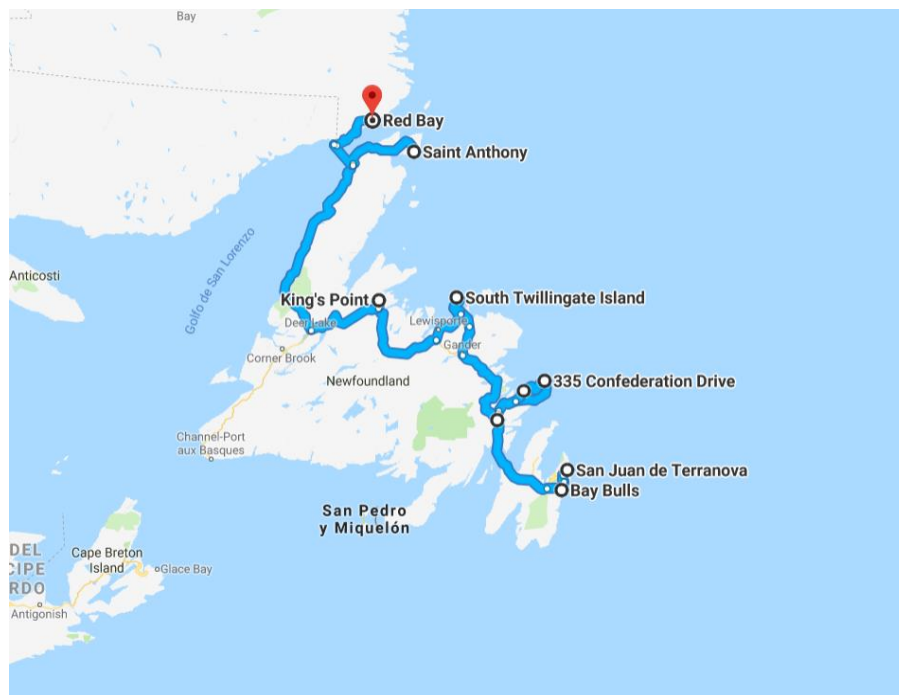 Bay
Red Bay
Saint Anthony
Golfo de San Lorenzo
Anticosti
King's Point
South Twillingate Island
Deer Lake
Lewisporte
Gander
Corner Brook
335 Confederation Drive
Newfoundland
Channel-Port
aux Basques
San Juan de Terranova
Bay Bulls
San Pedro
y Miquelón
DEL
CIPE
RDO
Cape Breton
Island
Glace Bay
Antigonish